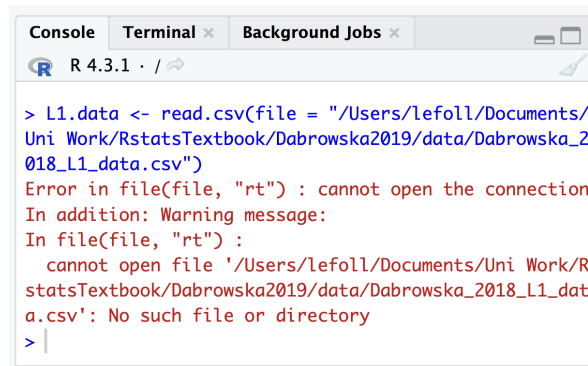 Console Terminal × Background Jobs ×
R R 4.3.1 · /
> L1.data <- read.csv(file = "/Users/lefoll/Documents/
Uni Work/RstatsTextbook/Dabrowska2019/data/Dabrowska_2
018_L1_data.csv")
Error in file(file, "rt") : cannot open the connection
In addition: Warning message:
In file(file, "rt") :
  cannot open file '/Users/lefoll/Documents/Uni Work/R
statsTextbook/Dabrowska2019/data/Dabrowska_2018_L1_dat
a.csv': No such file or directory
>